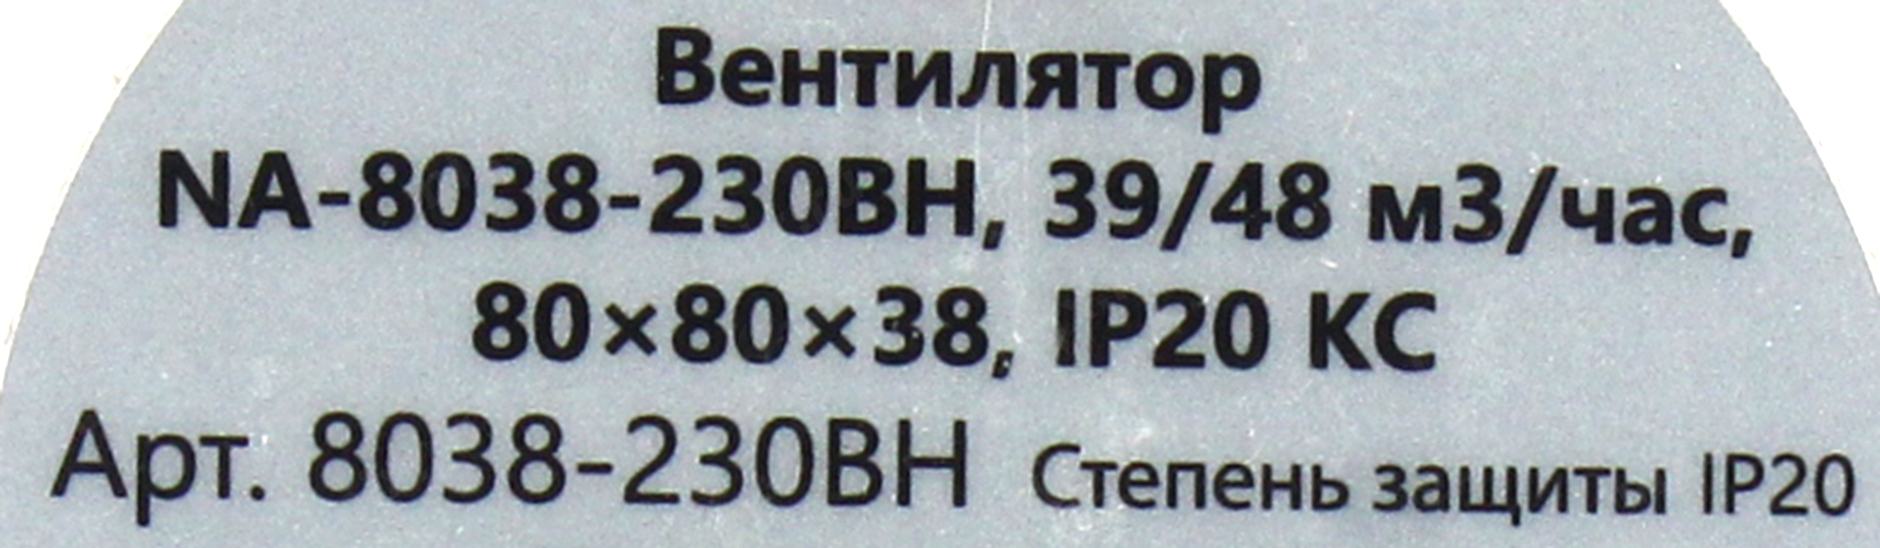 Вентилятор
NA-8038-230BH, 39/48 м3/час,
80×80×38, IP20 КС
Арт. 8038-230BH Степень защиты IP20